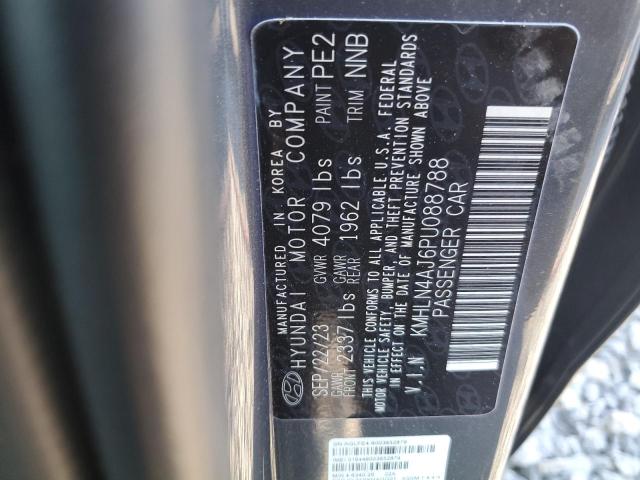 MANUFACTURED IN KOREA BY
HYUNDAI MOTOR COMPANY
SEP/22/23 GVWR 4079 lbs PAINT PE2
GAWR FRONT 2337 lbs GAWR REAR 1962 lbs TRIM NNB
THIS VEHICLE CONFORMS TO ALL APPLICABLE U.S.A. FEDERAL
MOTOR VEHICLE SAFETY, BUMPER, AND THEFT PREVENTION STANDARDS
IN EFFECT ON THE DATE OF MANUFACTURE SHOWN ABOVE
V.I.N KMHLN4AJ6PU088788
PASSENGER CAR